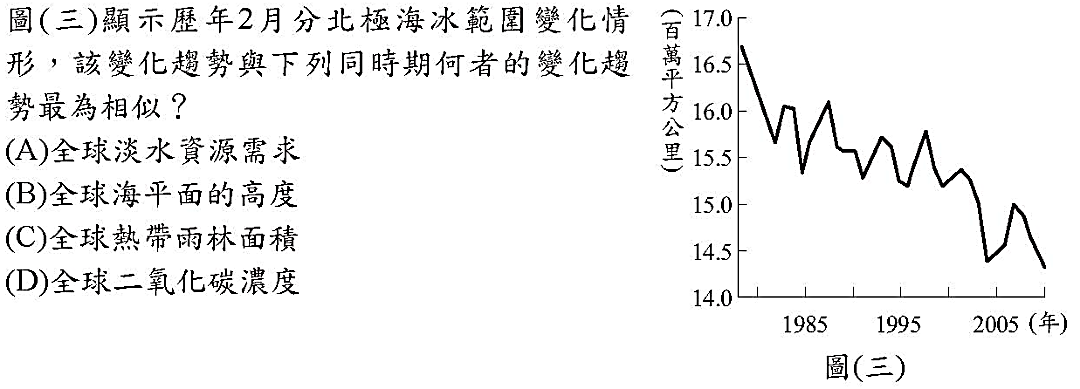 圖(三)顯示歷年2月分北極海冰範圍變化情
形，該變化趨勢與下列同時期何者的變化趨
勢最為相似？
(A)全球淡水資源需求
(B)全球海平面的高度
(C)全球熱帶雨林面積
(D)全球二氧化碳濃度
(百萬平方公里)
17.0
16.5
16.0
15.5
15.0
14.5
14.0
1985 1995 2005 (年)
圖(三)